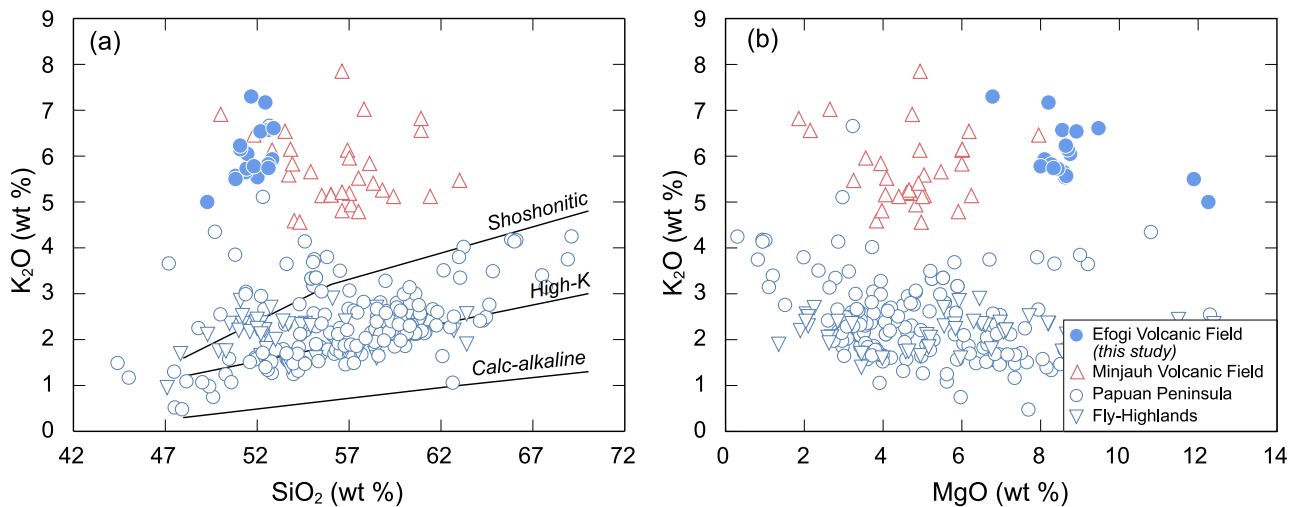 (a)
9
8
7
6
5
4
3
2
1
0
K₂O (wt %)
Shoshonitic
High-K
Calc-alkaline
42 47 52 57 62 67 72
SiO₂ (wt %)
(b)
9
8
7
6
5
4
3
2
1
0
K₂O (wt %)
0 2 4 6 8 10 12 14
MgO (wt %)
Efogi Volcanic Field
(this study)
Minjauh Volcanic Field
Papuan Peninsula
Fly-Highlands